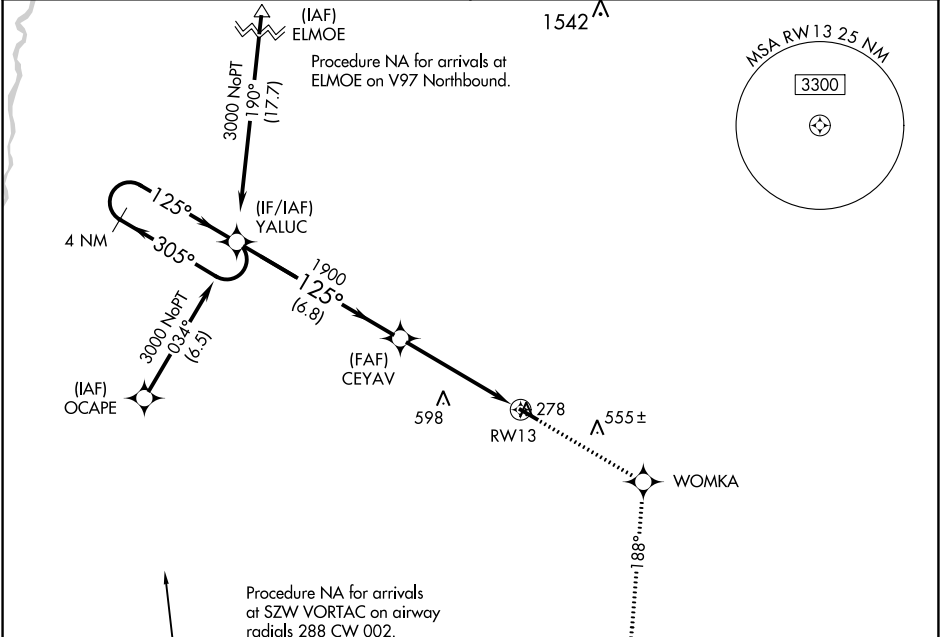 (IAF)
ELMOE
1542
Procedure NA for arrivals at
ELMOE on V97 Northbound.
MSA RW13 25 NM
3300
3000 NoPT
190°
(17.7)
125°
(IF/IAF)
YALUC
4 NM
305°
1900
125°
(6.8)
3000 NoPT
034°
(6.5)
(FAF)
CEYAV
(IAF)
OCAPE
598
278
RW13
555±
WOMKA
188°
Procedure NA for arrivals
at SZW VORTAC on airway
radials 288 CW 002.